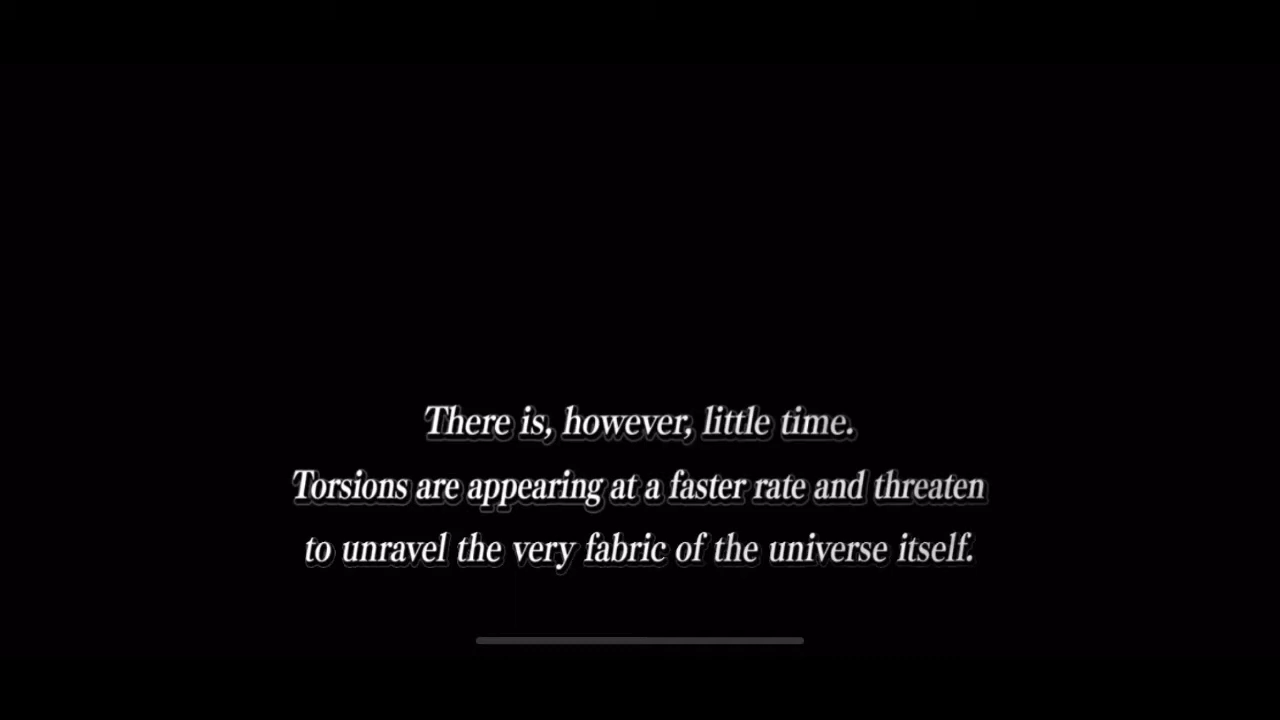 There is, however, little time.
Torsions are appearing at a faster rate and threaten
to unravel the very fabric of the universe itself.